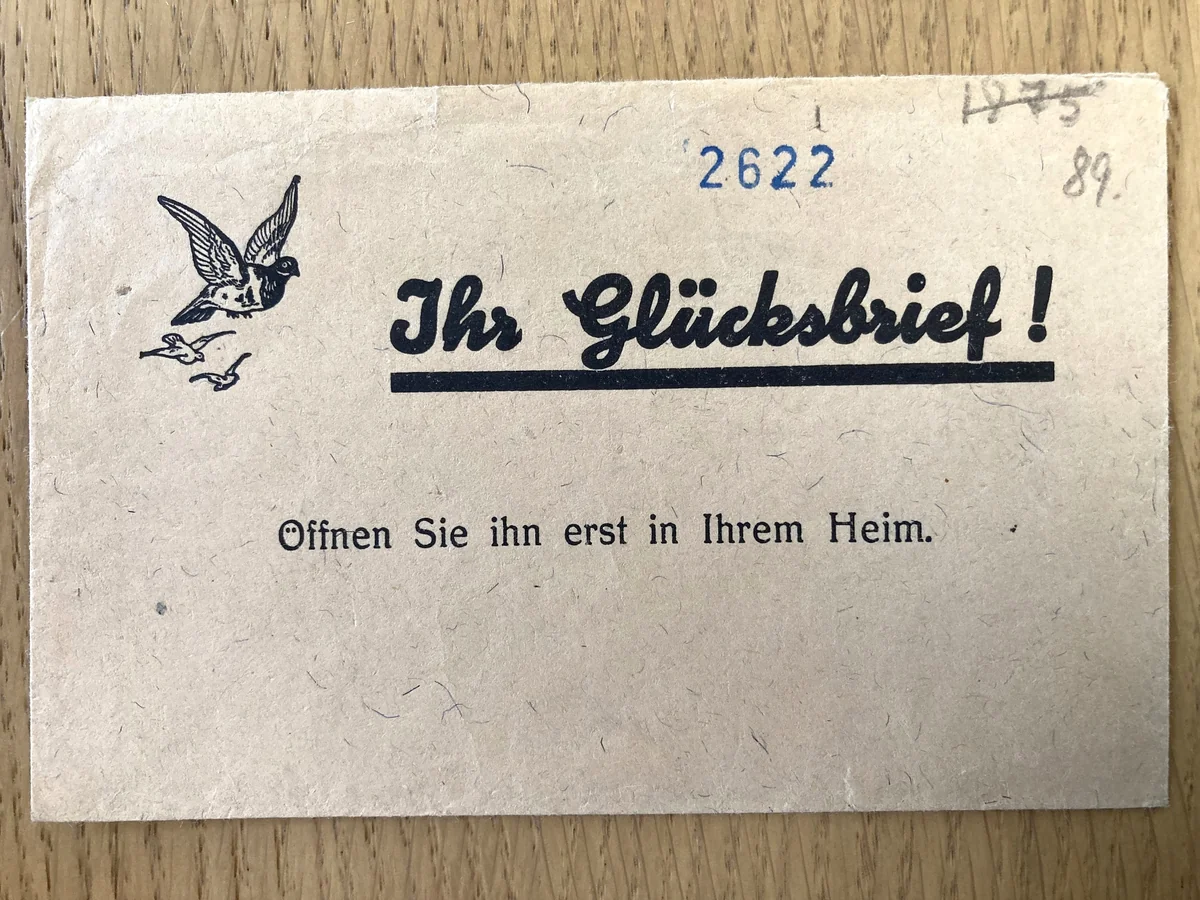 1975
2622
89.
Ihr Glücksbrief!
Öffnen Sie ihn erst in Ihrem Heim.